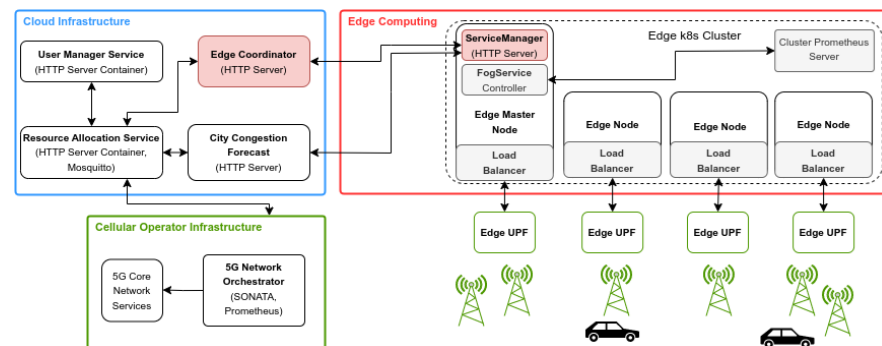 Cloud Infrastructure
User Manager Service
(HTTP Server Container)
Edge Coordinator
(HTTP Server)
Resource Allocation Service
(HTTP Server Container,
Mosquitto)
City Congestion
Forecast
(HTTP Server)
Edge Computing
ServiceManager
(HTTP Server)
FogService
Controller
Edge Master
Node
Load
Balancer
Edge k8s Cluster
Cluster Prometheus
Server
Edge Node
Load
Balancer
Edge Node
Load
Balancer
Edge Node
Load
Balancer
Cellular Operator Infrastructure
5G Core
Network
Services
5G Network
Orchestrator
(SONATA,
Prometheus)
Edge UPF
Edge UPF
Edge UPF
Edge UPF